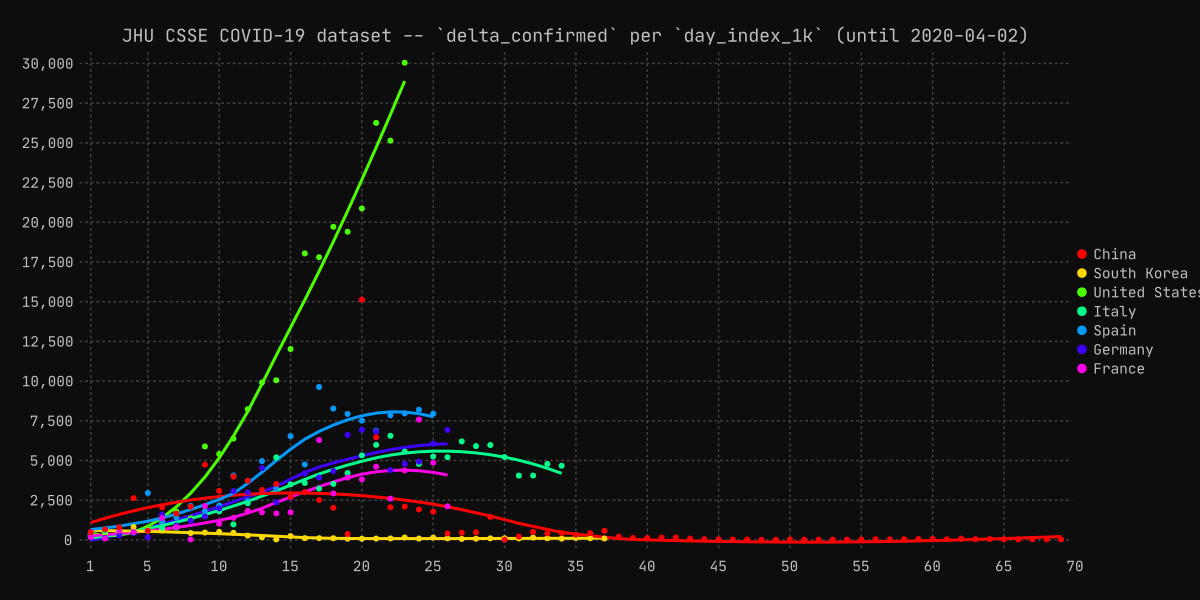 JHU CSSE COVID-19 dataset -- `delta_confirmed` per `day_index_1k` (until 2020-04-02)
30,000
27,500
25,000
22,500
20,000
17,500
15,000
12,500
10,000
7,500
5,000
2,500
0
1 5 10 15 20 25 30 35 40 45 50 55 60 65 70
China
South Korea
United States
Italy
Spain
Germany
France